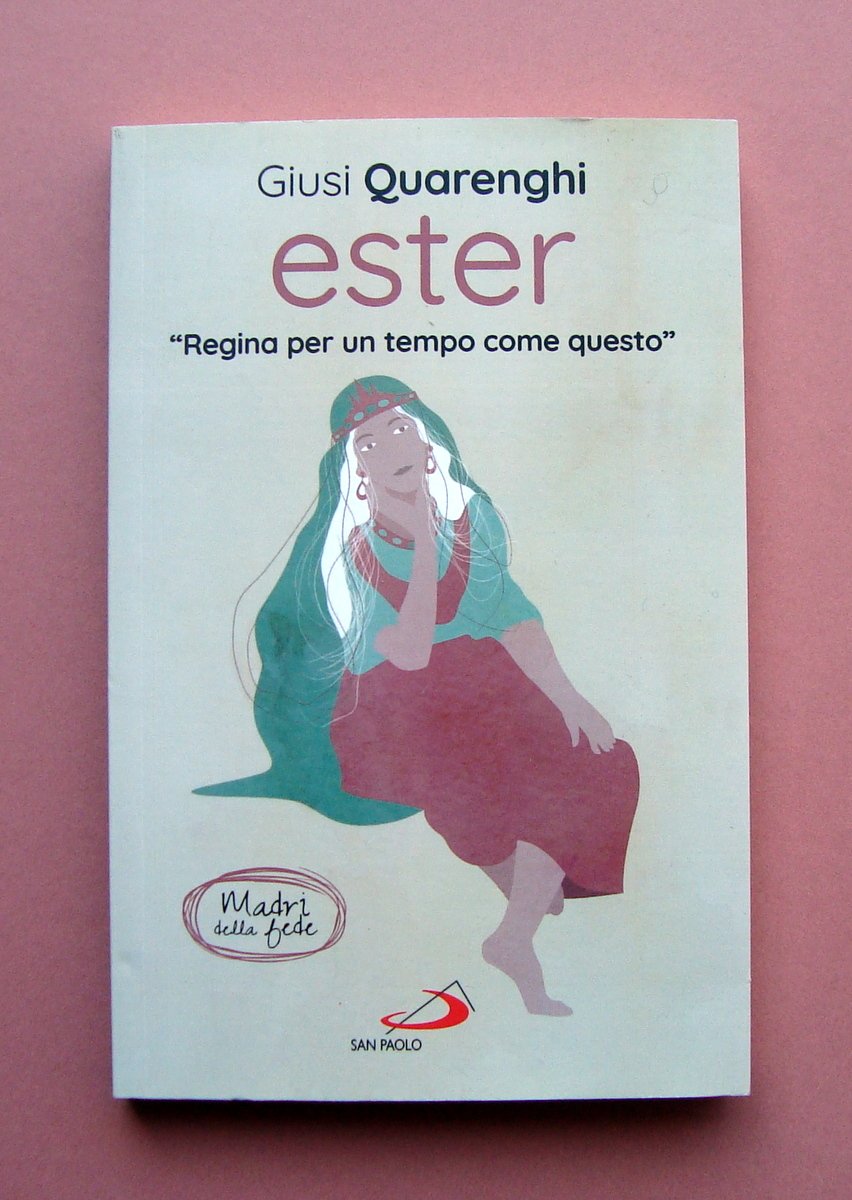 Giusi Quarenghi
ester
“Regina per un tempo come questo”
Madri
della fede
SAN PAOLO